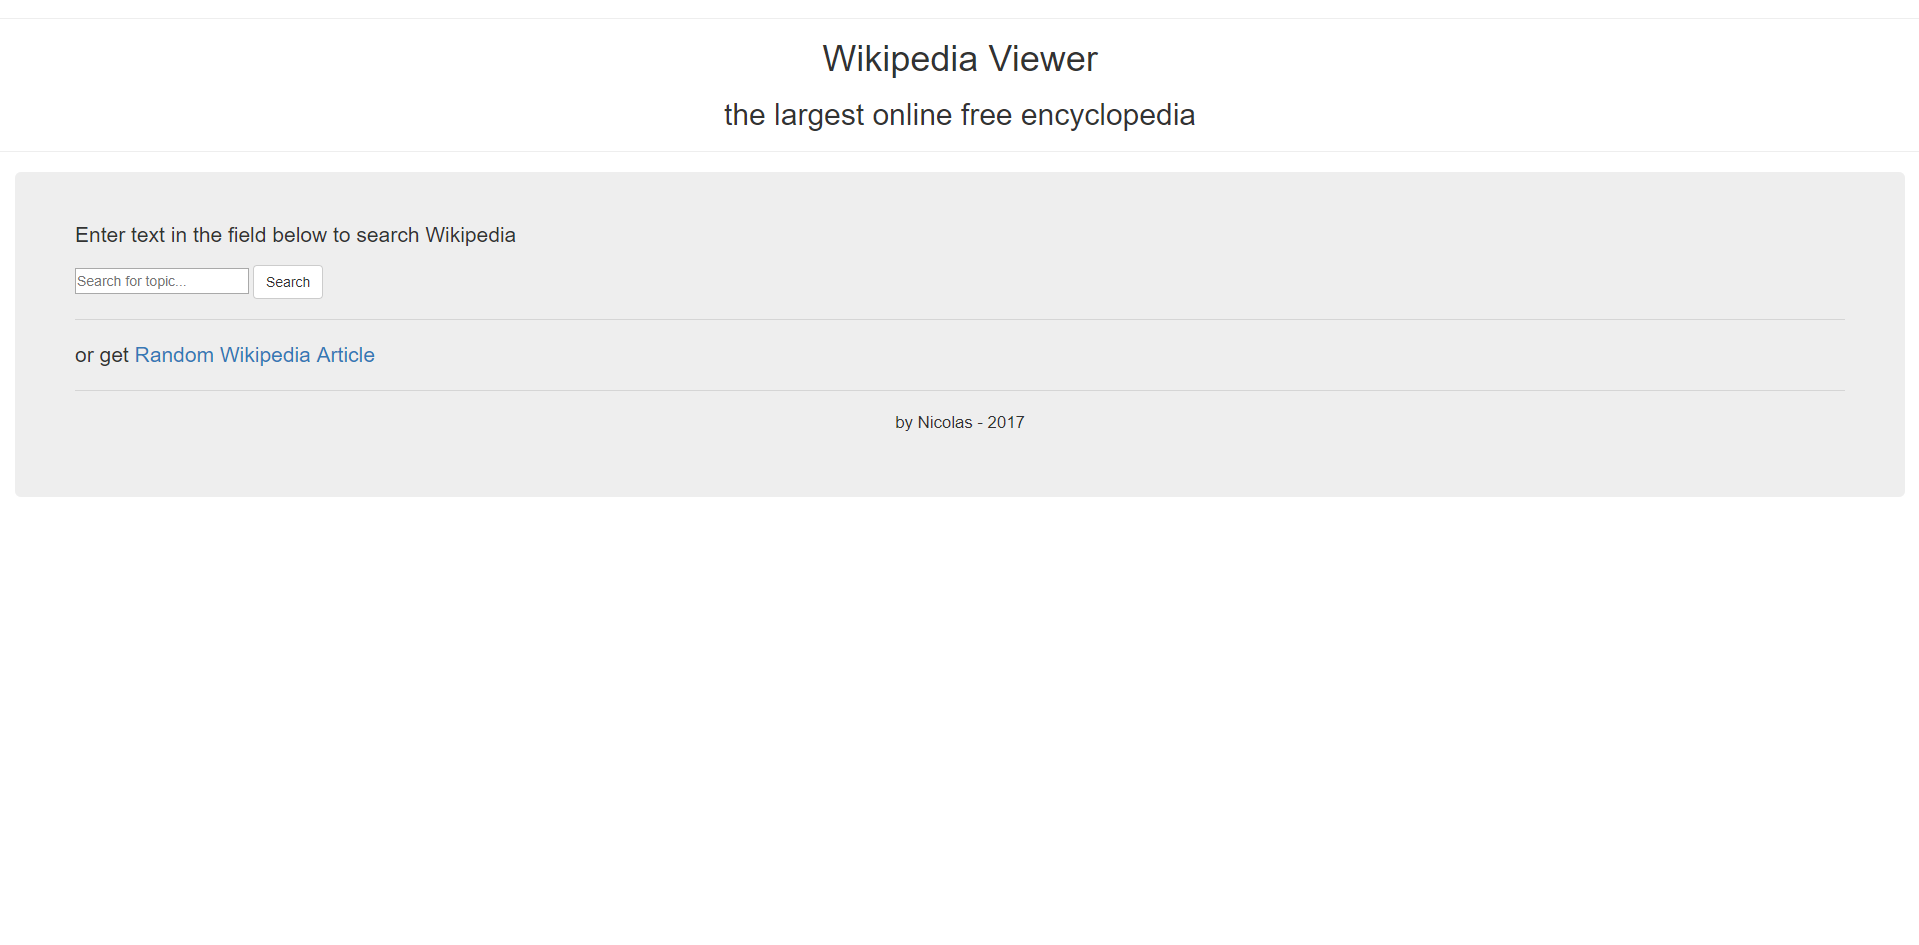 Wikipedia Viewer
the largest online free encyclopedia
Enter text in the field below to search Wikipedia
Search for topic...
Search
or get Random Wikipedia Article
by Nicolas - 2017